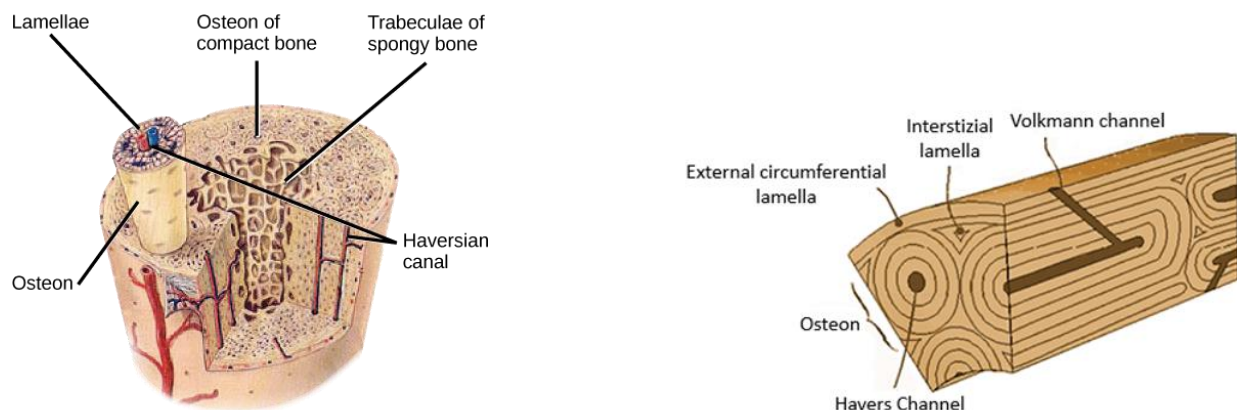 Lamellae
Osteon of
compact bone
Trabeculae of
spongy bone
Osteon
Haversian
canal
External circumferential
lamella
Interstizial
lamella
Volkmann channel
Osteon
Havers Channel